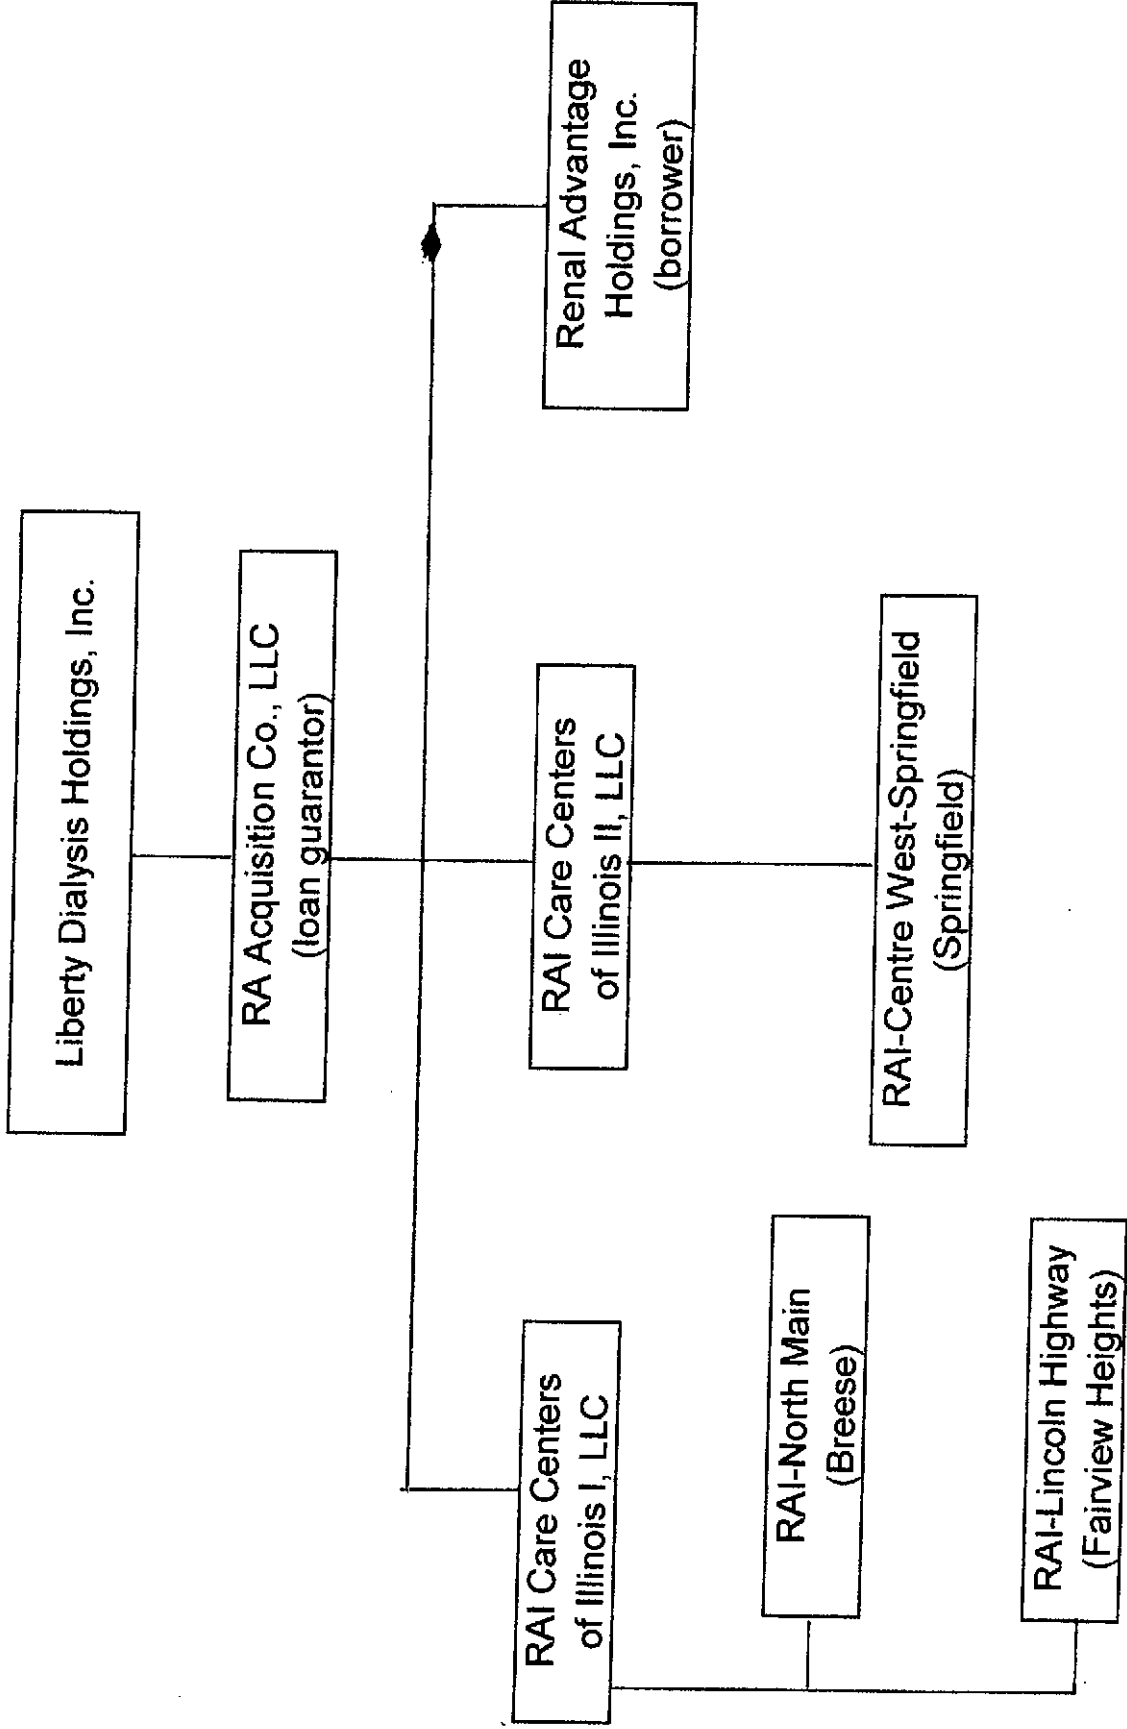 Liberty Dialysis Holdings, Inc.
RA Acquisition Co., LLC
(loan guarantor)
RAI Care Centers
of Illinois I, LLC
RAI Care Centers
of Illinois II, LLC
Renal Advantage
Holdings, Inc.
(borrower)
RAI-North Main
(Breese)
RAI-Lincoln Highway
(Fairview Heights)
RAI-Centre West-Springfield
(Springfield)